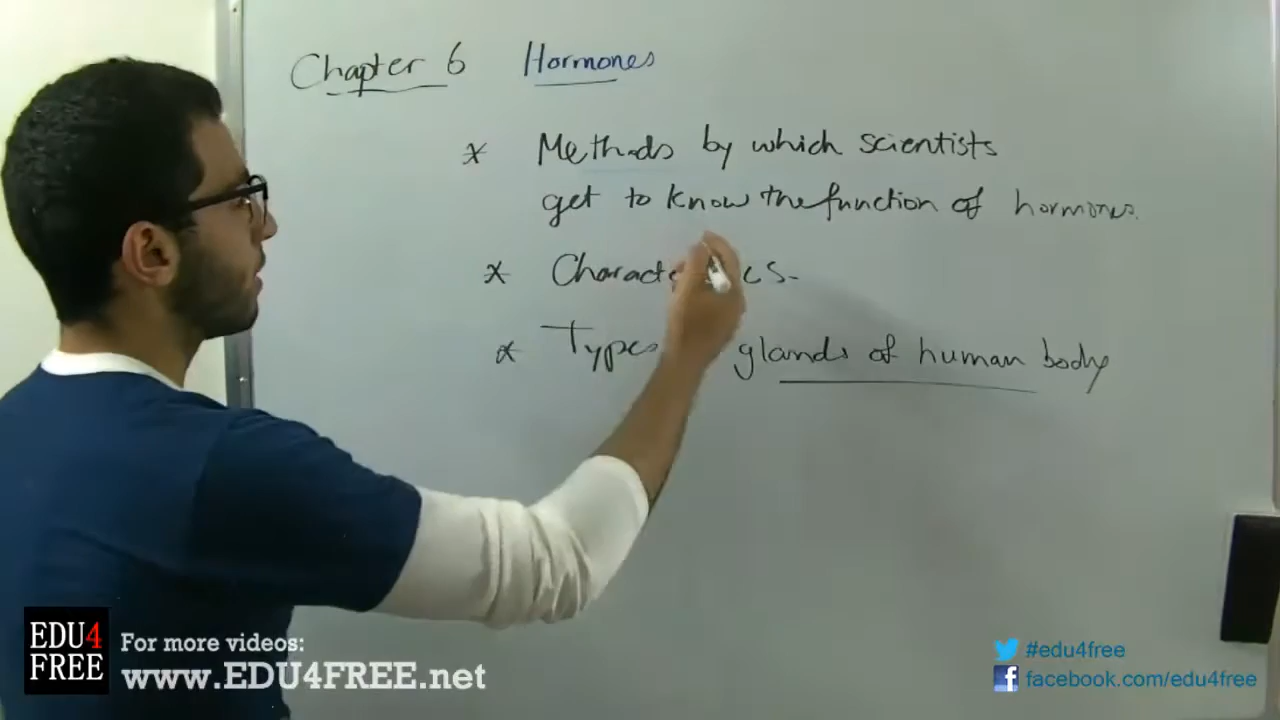 Chapter 6 Hormones
* Methods by which scientists
get to know the function of hormones.
*
* Types glands of human body
EDU4
FREE
For more videos:
www.EDU4FREE.net
#edu4free
facebook.com/edu4free